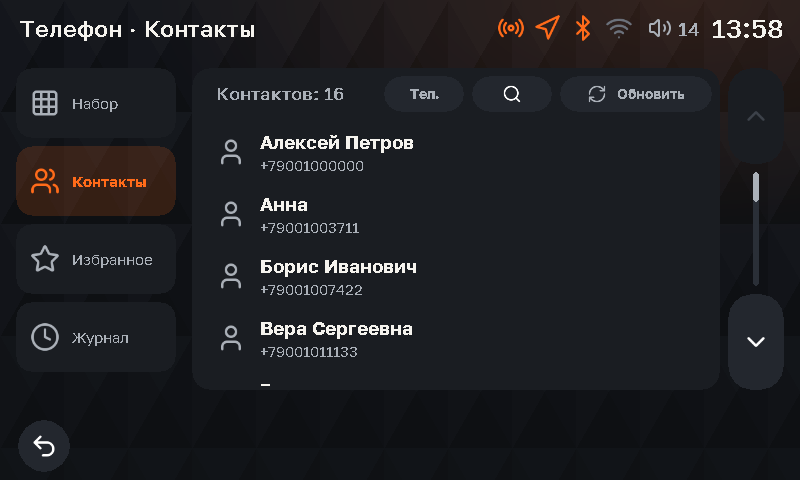 Телефон · Контакты
14 13:58
Набор
Контакты
Избранное
Журнал
Контактов: 16
Тел.
Обновить
Алексей Петров
+79001000000
Анна
+79001003711
Борис Иванович
+79001007422
Вера Сергеевна
+79001011133